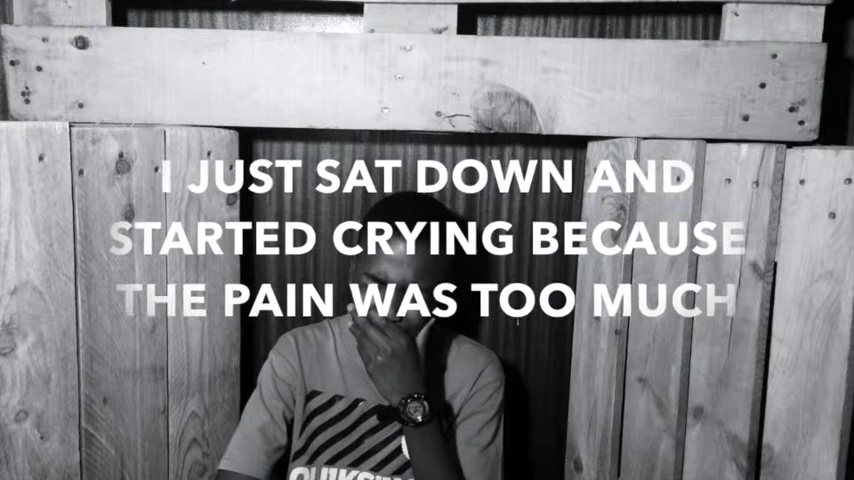 I JUST SAT DOWN AND
STARTED CRYING BECAUSE
THE PAIN WAS TOO MUCH